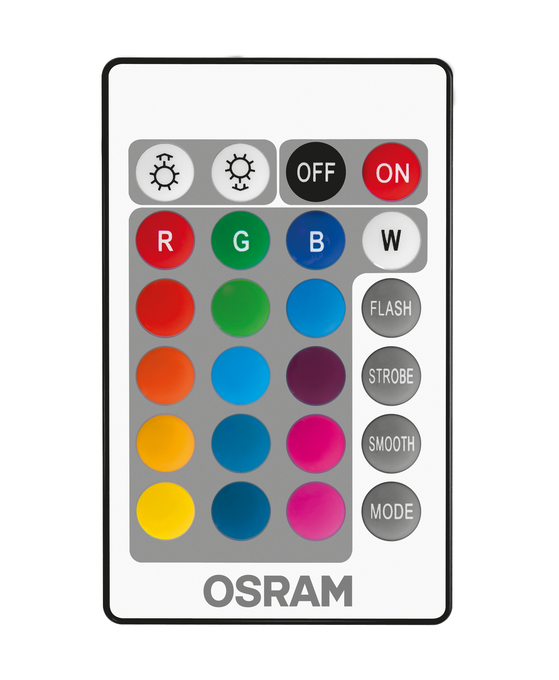 OFF ON
R G B W
FLASH
STROBE
SMOOTH
MODE
OSRAM